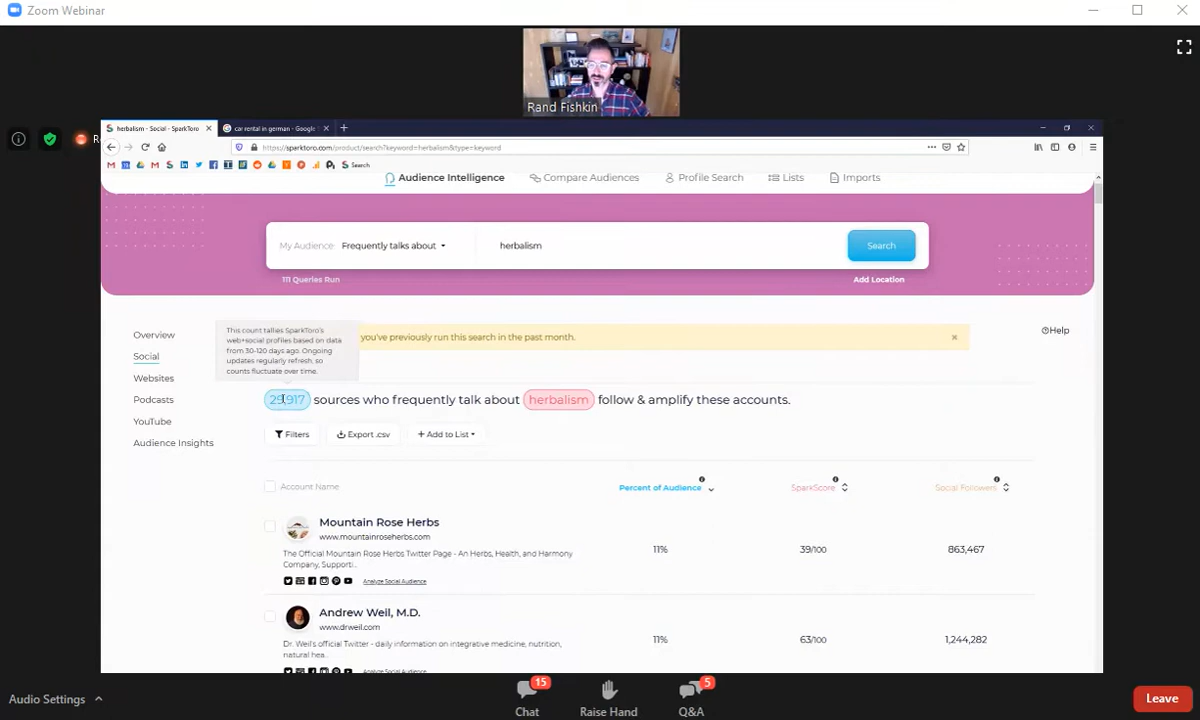 Zoom Webinar
Rand Fishkin
herbalism - Social - SparkToro
car rental in german - Google
https://sparktoro.com/product/search?keyword=herbalism&type=keyword
Search
Audience Intelligence
Compare Audiences
Profile Search
Lists
Imports
My Audience: Frequently talks about
herbalism
Search
111 Queries Run
Add Location
Overview
Social
Websites
Podcasts
YouTube
Audience Insights
This count tallies SparkToro's
web+social profiles based on data
from 30-120 days ago. Ongoing
updates regularly refresh, so
counts fluctuate over time.
you've previously run this search in the past month.
Help
29,917 sources who frequently talk about herbalism follow & amplify these accounts.
Filters
Export .csv
+ Add to List
Account Name
Percent of Audience
SparkScore
Social Followers
Mountain Rose Herbs
www.mountainroseherbs.com
The Official Mountain Rose Herbs Twitter Page - An Herbs, Health, and Harmony
Company, Supporti..
Analyze Social Audience
11%
39/100
863,467
Andrew Weil, M.D.
www.drweil.com
Dr. Weil's official Twitter - daily information on integrative medicine, nutrition,
natural hea..
Analyze Social Audience
11%
63/100
1,244,282
Audio Settings
15
Chat
Raise Hand
5
Q&A
Leave